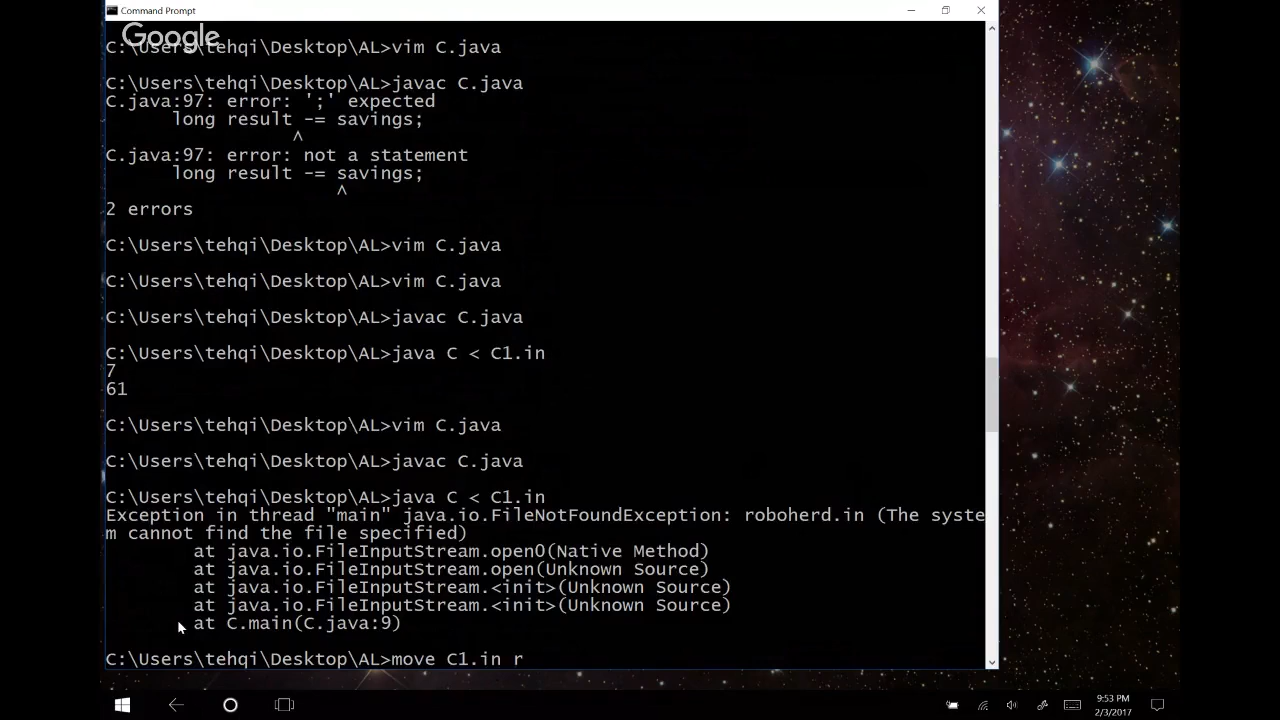 Command Prompt
Google
C:\Users\tehqi\Desktop\AL>vim C.java
C:\Users\tehqi\Desktop\AL>javac C.java
C.java:97: error: ';' expected
long result -= savings;
^
C.java:97: error: not a statement
long result -= savings;
^
2 errors
C:\Users\tehqi\Desktop\AL>vim C.java
C:\Users\tehqi\Desktop\AL>vim C.java
C:\Users\tehqi\Desktop\AL>javac C.java
C:\Users\tehqi\Desktop\AL>java C < C1.in
7
61
C:\Users\tehqi\Desktop\AL>vim C.java
C:\Users\tehqi\Desktop\AL>javac C.java
C:\Users\tehqi\Desktop\AL>java C < C1.in
Exception in thread "main" java.io.FileNotFoundException: roboherd.in (The syste
m cannot find the file specified)
at java.io.FileInputStream.open0(Native Method)
at java.io.FileInputStream.open(Unknown Source)
at java.io.FileInputStream.<init>(Unknown Source)
at java.io.FileInputStream.<init>(Unknown Source)
at C.main(C.java:9)
C:\Users\tehqi\Desktop\AL>move C1.in r
9:53 PM
2/3/2017